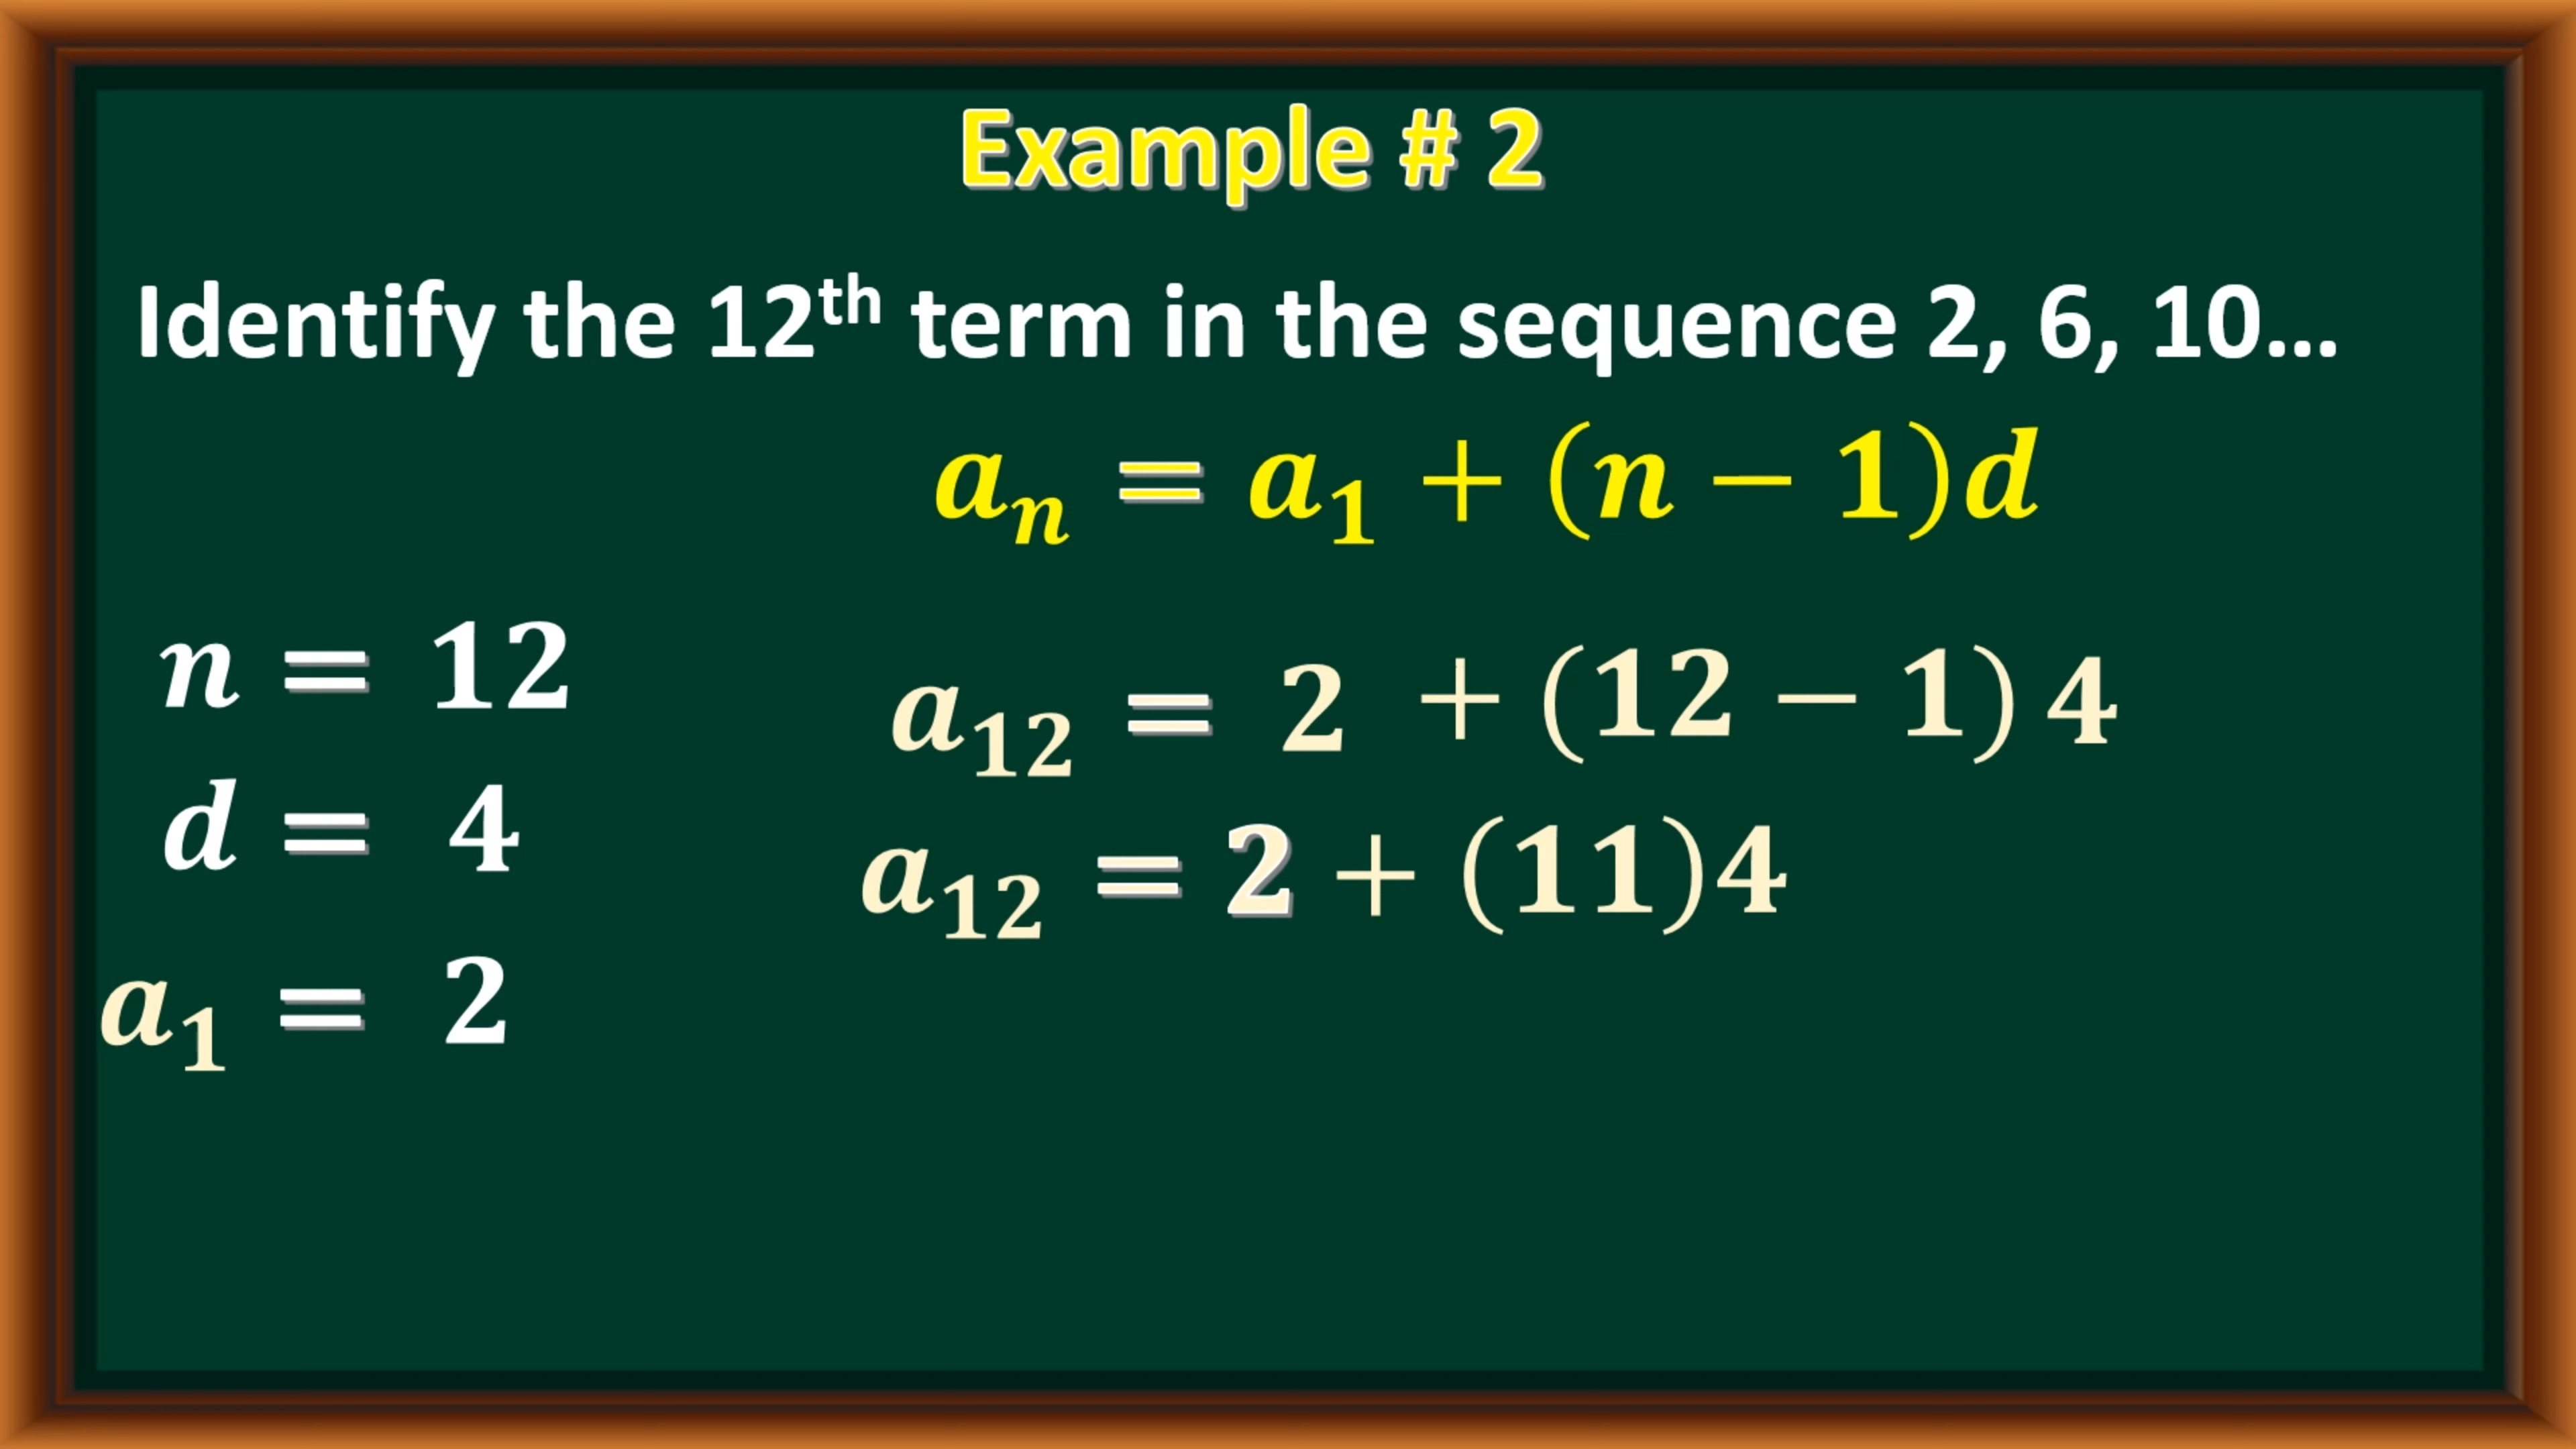 Example # 2
Identify the 12th term in the sequence 2, 6, 10...
aₙ = a₁ + (n − 1)d
n = 12
a₁₂ = 2 + (12 − 1) 4
d = 4
a₁₂ = 2 + (11)4
a₁ = 2